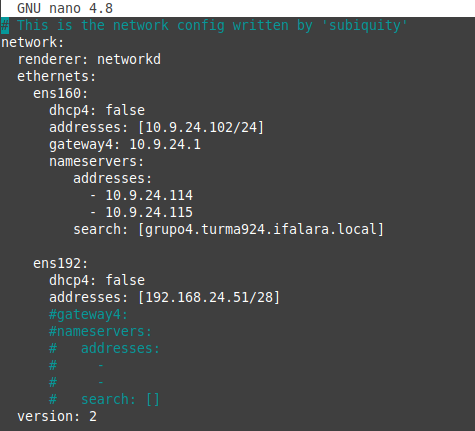 GNU nano 4.8
# This is the network config written by 'subiquity'
network:
  renderer: networkd
  ethernets:
    ens160:
      dhcp4: false
      addresses: [10.9.24.102/24]
      gateway4: 10.9.24.1
      nameservers:
         addresses:
           - 10.9.24.114
           - 10.9.24.115
         search: [grupo4.turma924.ifalara.local]

    ens192:
      dhcp4: false
      addresses: [192.168.24.51/28]
      #gateway4:
      #nameservers:
      #   addresses:
      #     -
      #     -
      #   search: []
  version: 2